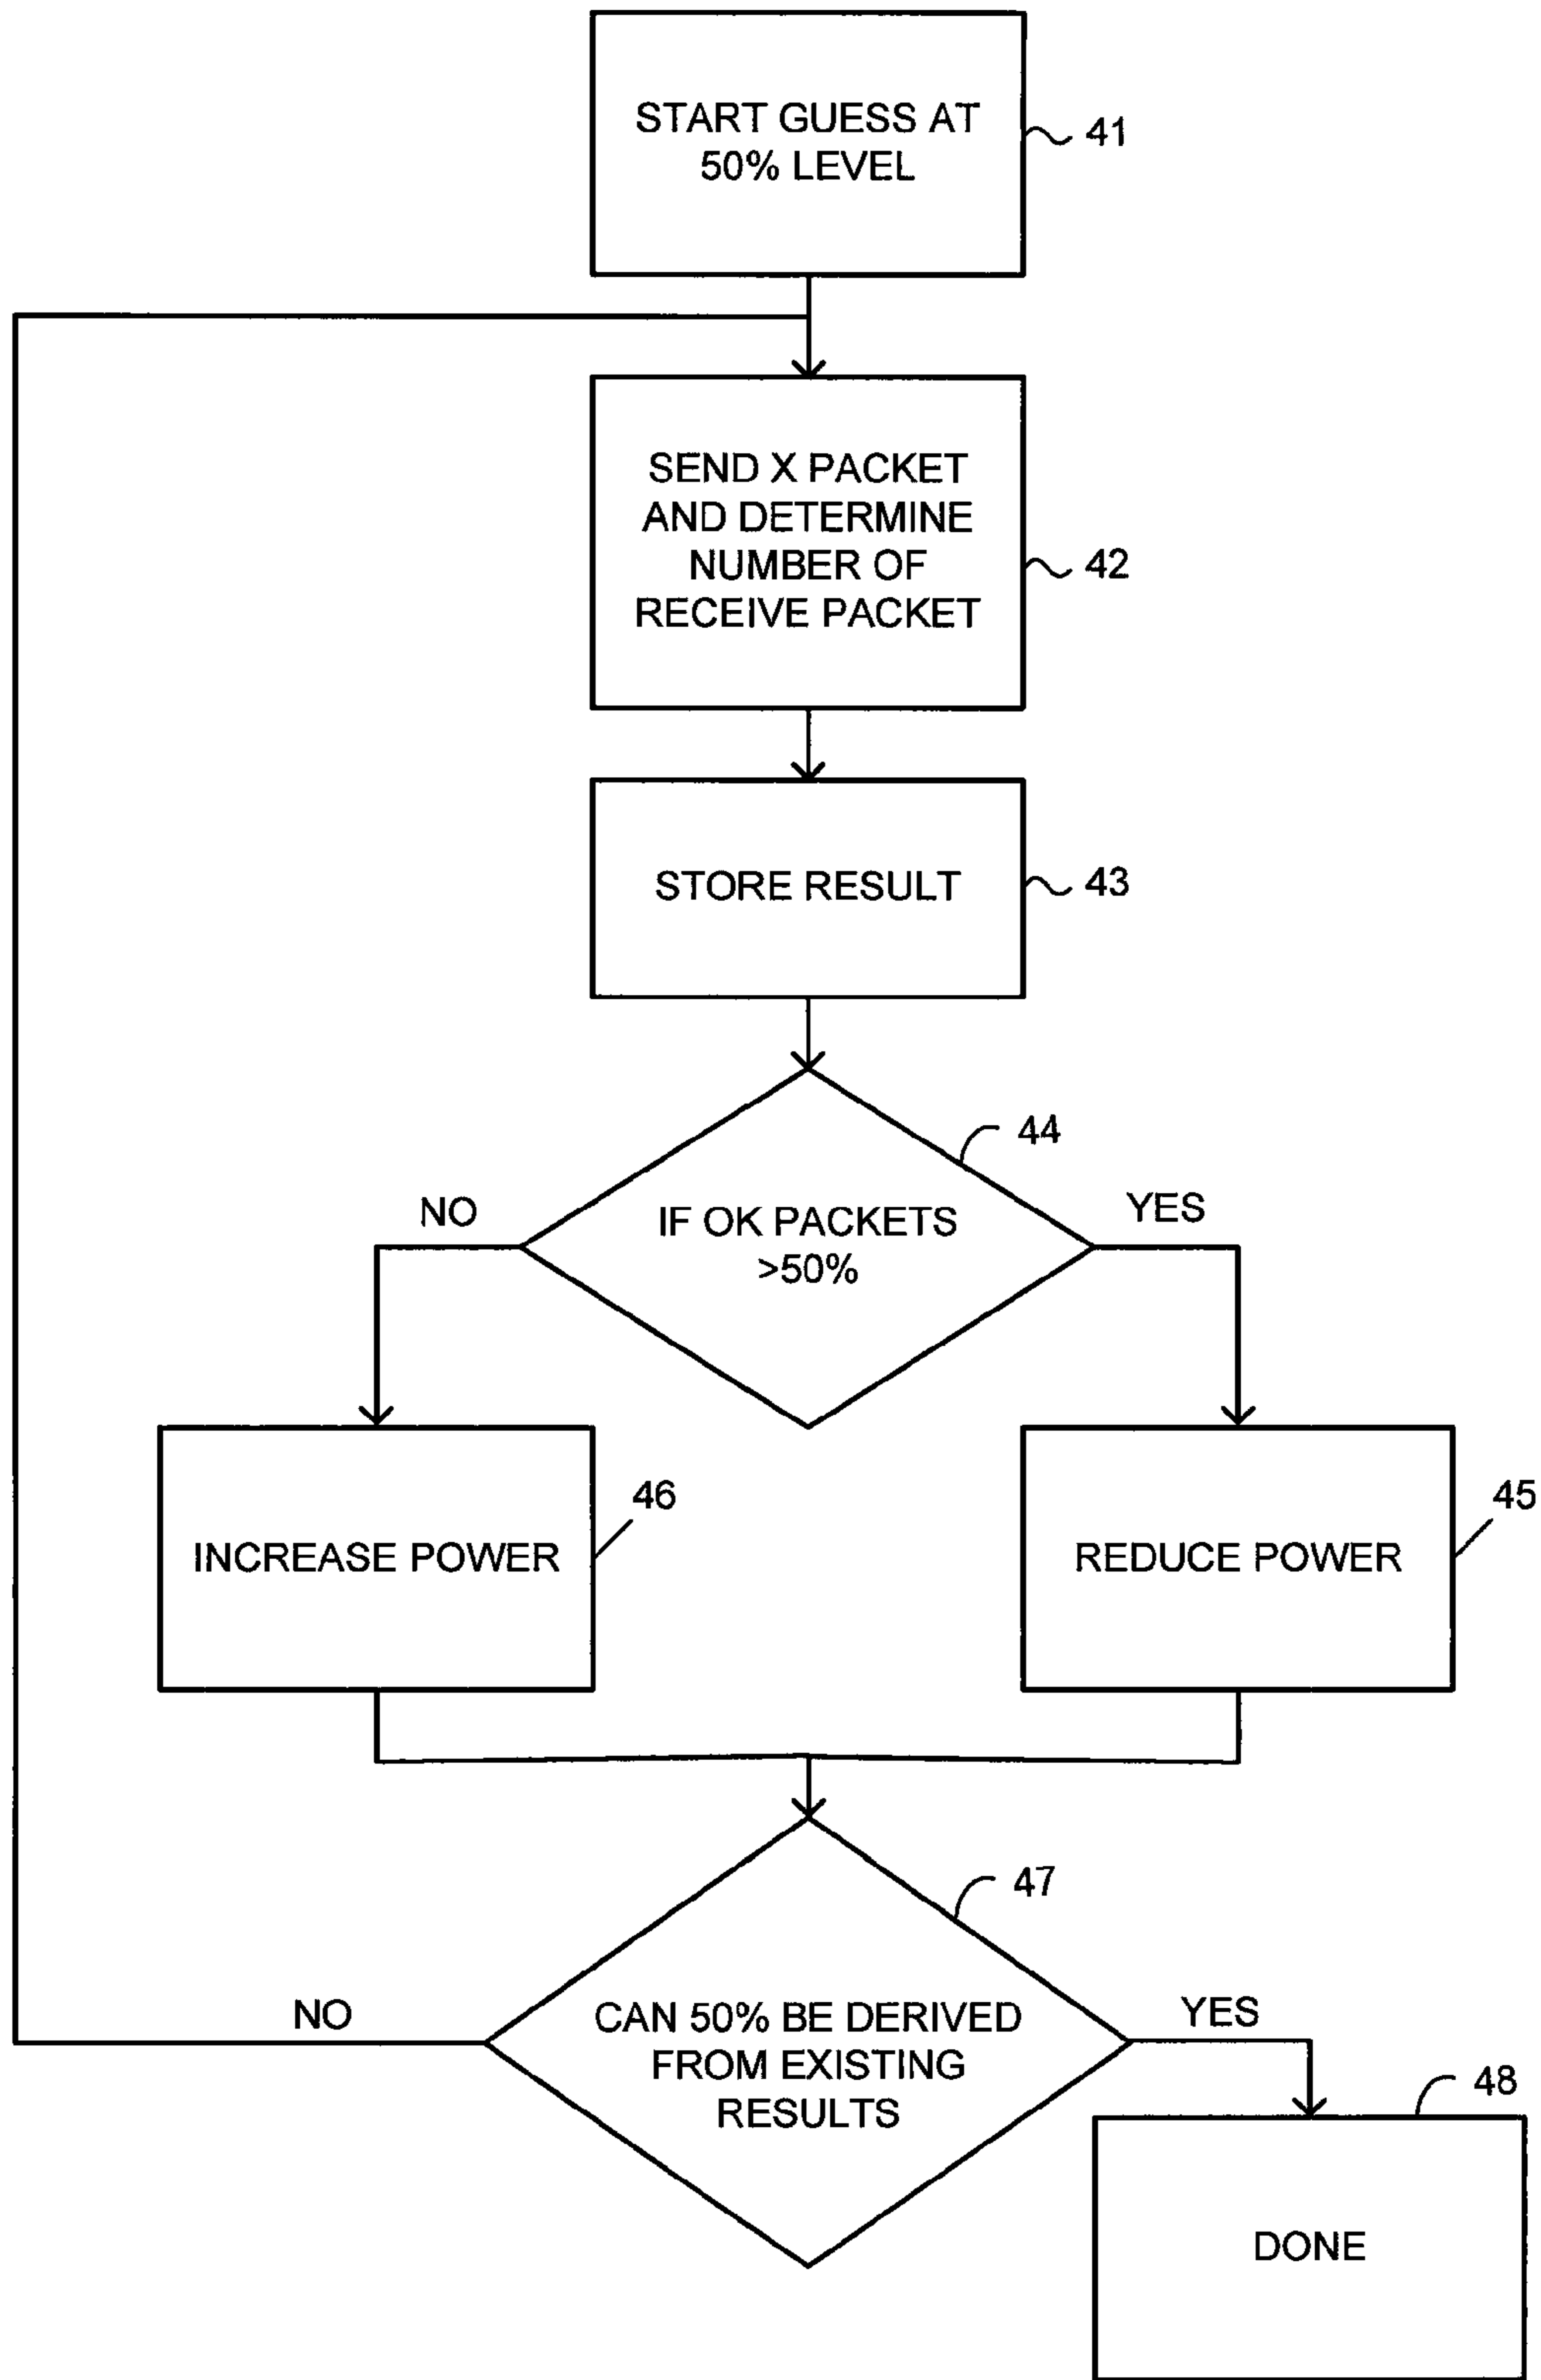 START GUESS AT
50% LEVEL
41
SEND X PACKET
AND DETERMINE
NUMBER OF
RECEIVE PACKET
42
STORE RESULT
43
44
NO
IF OK PACKETS
>50%
YES
46
INCREASE POWER
45
REDUCE POWER
47
NO
CAN 50% BE DERIVED
FROM EXISTING
RESULTS
YES
48
DONE